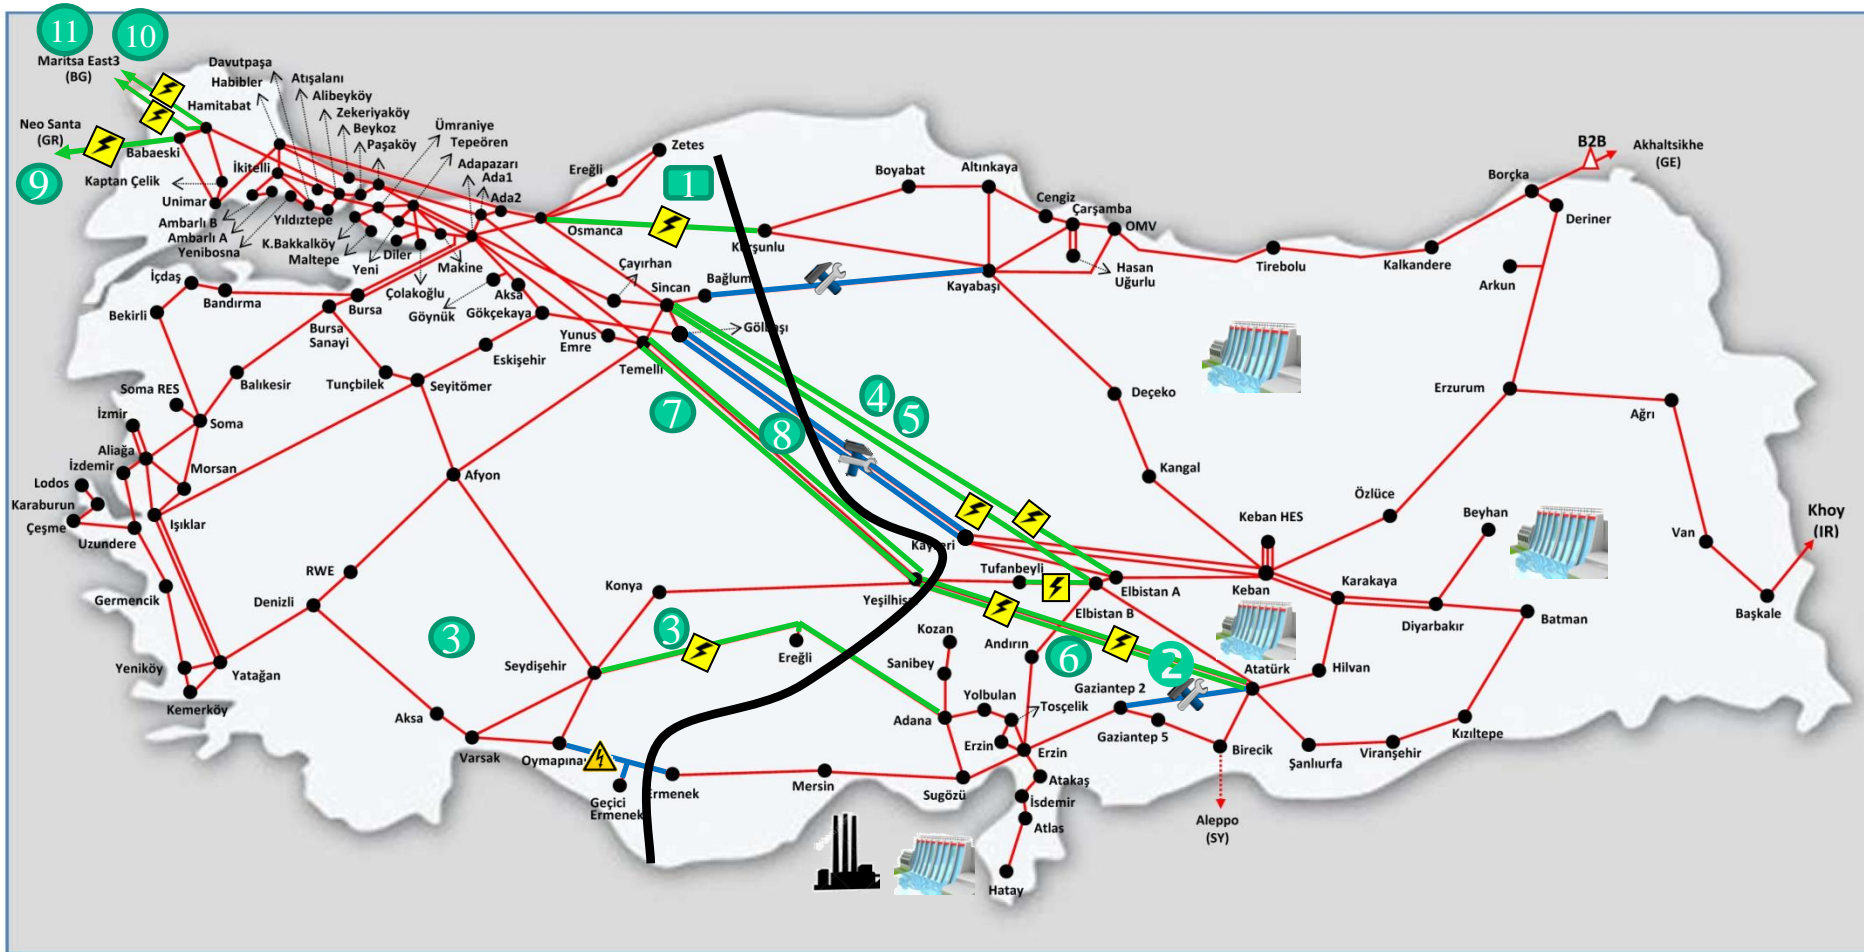 11
10
Maritsa East3
(BG)
Davutpaşa
Habibler
Atışalanı
Hamitabat
Alibeyköy
Zekeriyaköy
Beykoz
Paşaköy
Ümraniye
Tepeören
Adapazarı
Ada1
Ada2
Neo Santa
(GR)
Babaeski
9
Kaptan Çelik
İkitelli
Unimar
Ambarlı B
Ambarlı A
Yenibosna
Yıldıztepe
K.Bakkalköy
Maltepe
Yeni
Diler
Çolakoğlu
Makine
Göynük
Aksa
Gökçekaya
Ereğli
Zetes
1
Osmanca
Kurşunlu
Boyabat
Altınkaya
Cengiz
Çarşamba
OMV
Hasan
Uğurlu
Kayabaşı
Tirebolu
Kalkandere
Borçka
B2B
Akhaltsikhe
(GE)
Deriner
Arkun
İçdaş
Bandırma
Bursa
Bekirli
Bursa
Sanayi
Çayırhan
Sincan
Bağlum
Gölbaşı
Yunus
Emre
Temelli
Eskişehir
Soma RES
Balıkesir
Tunçbilek
Seyitömer
İzmir
Soma
Aliağa
İzdemir
Morsan
Lodos
Karaburun
Çeşme
Uzundere
Işıklar
Afyon
7
8
4
5
Deçeko
Erzurum
Ağrı
Kangal
Özlüce
Keban HES
Beyhan
Van
Khoy
(IR)
Kayseri
Tufanbeyli
Elbistan A
Elbistan B
Keban
Karakaya
Diyarbakır
Batman
Başkale
RWE
Germencik
Denizli
Konya
Yeşilhisar
3
3
Seydişehir
Ereğli
Kozan
Andırın
Sanibey
6
2
Atatürk
Hilvan
Yeniköy
Yatağan
Kemerköy
Aksa
Varsak
Oymapınar
Geçici
Ermenek
Ermenek
Mersin
Adana
Yolbulan
Tosçelik
Gaziantep 2
Gaziantep 5
Erzin
Erzin
Birecik
Şanlıurfa
Viranşehir
Kızıltepe
Sugözü
Atakaş
İsdemir
Atlas
Hatay
Aleppo
(SY)